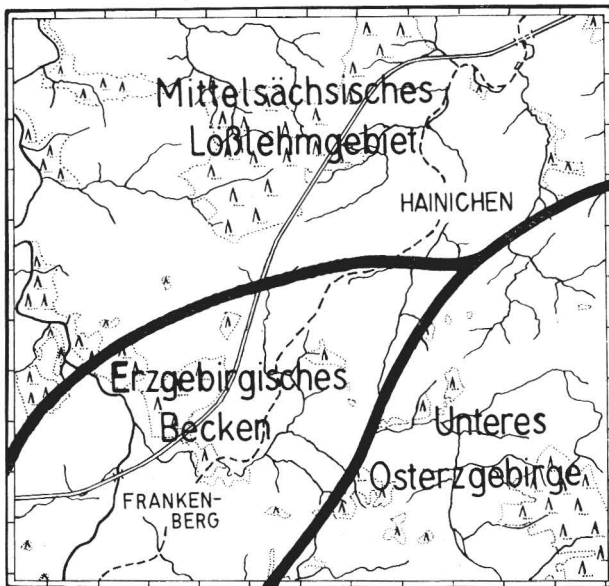 Mittelsächsisches
Lößlehmgebiet
HAINICHEN
Erzgebirgisches
Becken
Unteres
Osterzgebirge
FRANKEN-
BERG